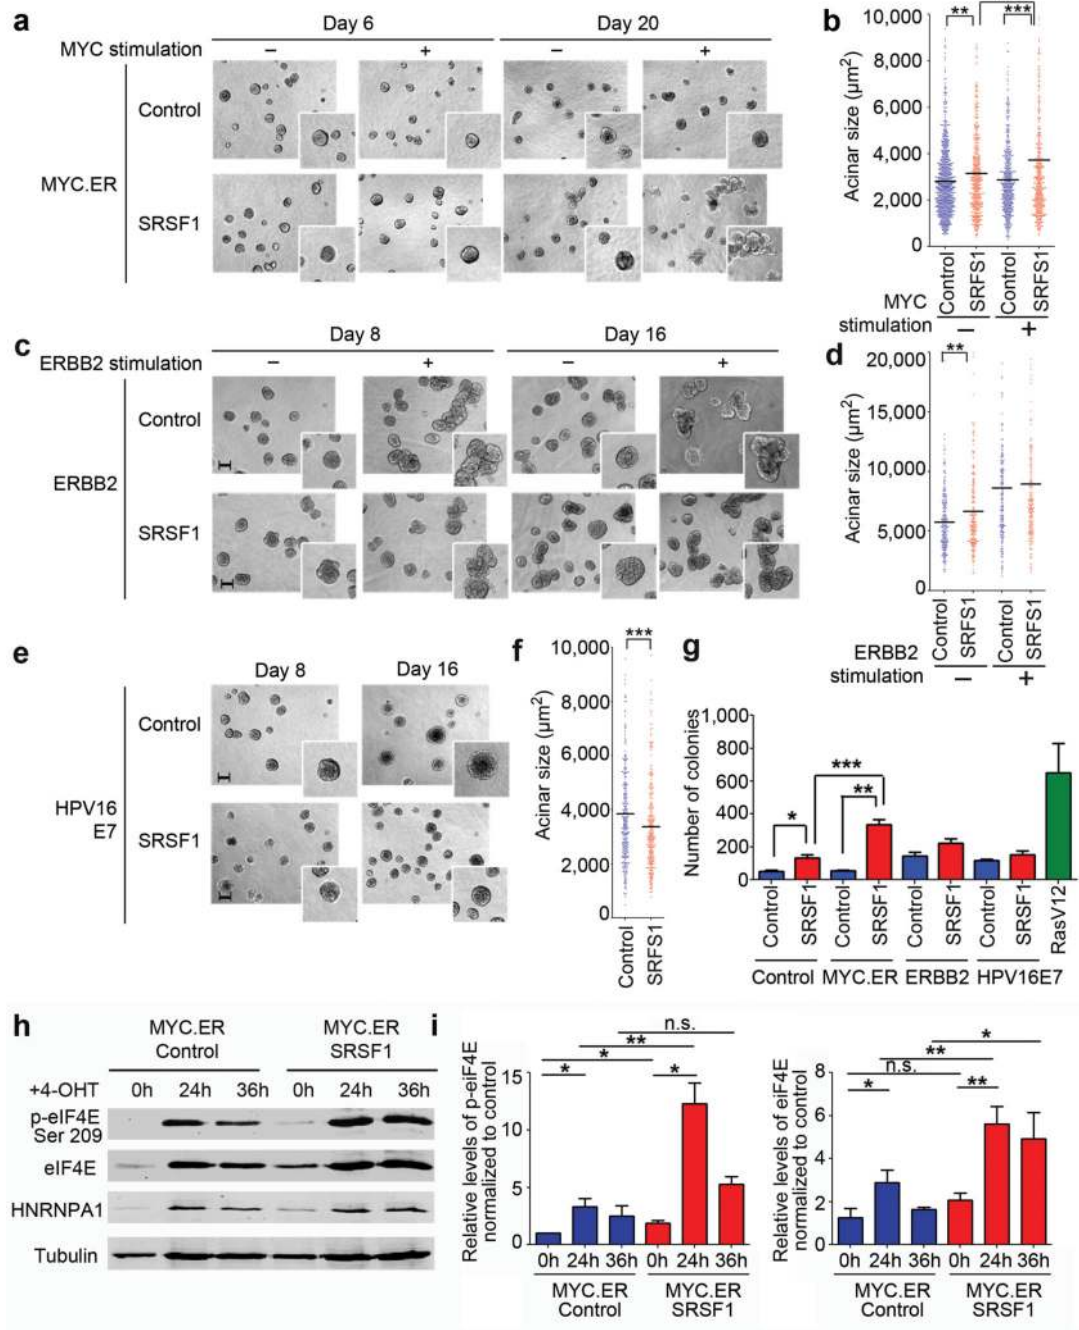 a
Day 6
Day 20
MYC stimulation
–
+
–
+
Control
MYC.ER
SRSF1
b
**
***
10,000
8,000
6,000
4,000
2,000
0
Acinar size (µm²)
Control
SRFS1
Control
SRFS1
MYC
stimulation
–
+
c
Day 8
Day 16
ERBB2 stimulation
–
+
–
+
Control
ERBB2
SRSF1
d
**
20,000
15,000
10,000
5,000
0
Acinar size (µm²)
Control
SRFS1
Control
SRFS1
ERBB2
stimulation
–
+
e
Day 8
Day 16
Control
HPV16
E7
SRSF1
f
***
10,000
8,000
6,000
4,000
2,000
0
Acinar size (µm²)
Control
SRFS1
g
1,000
800
600
400
200
0
Number of colonies
*
***
**
Control
SRSF1
Control
SRSF1
Control
SRSF1
Control
SRSF1
RasV12
Control
MYC.ER
ERBB2
HPV16E7
h
MYC.ER
Control
MYC.ER
SRSF1
+4-OHT
0h
24h
36h
0h
24h
36h
p-eIF4E
Ser 209
eIF4E
HNRNPA1
Tubulin
i
n.s.
**
*
*
*
15
10
5
0
Relative levels of p-eiF4E
normalized to control
0h
24h
36h
0h
24h
36h
MYC.ER
Control
MYC.ER
SRSF1
*
**
n.s.
*
**
8
6
4
2
0
Relative levels of eiF4E
normalized to control
0h
24h
36h
0h
24h
36h
MYC.ER
Control
MYC.ER
SRSF1